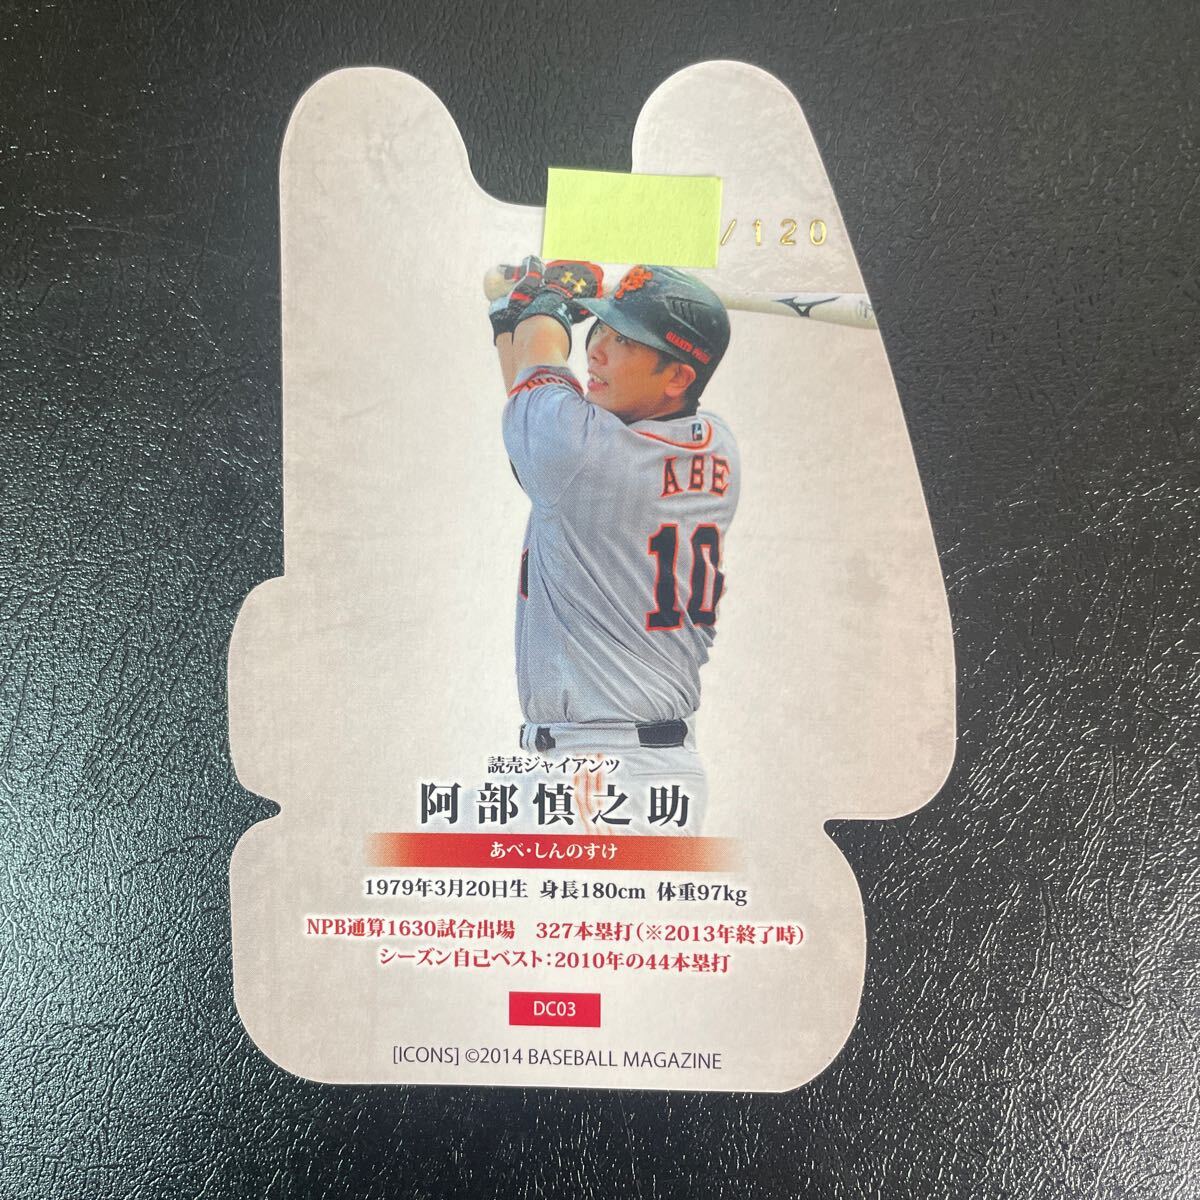 /120
GIANTS PRIDE
ABE
10
読売ジャイアンツ
阿部慎之助
あべ・しんのすけ
1979年3月20日生 身長180cm 体重97kg
NPB通算1630試合出場 327本塁打(※2013年終了時)
シーズン自己ベスト:2010年の44本塁打
DC03
[ICONS] ©2014 BASEBALL MAGAZINE